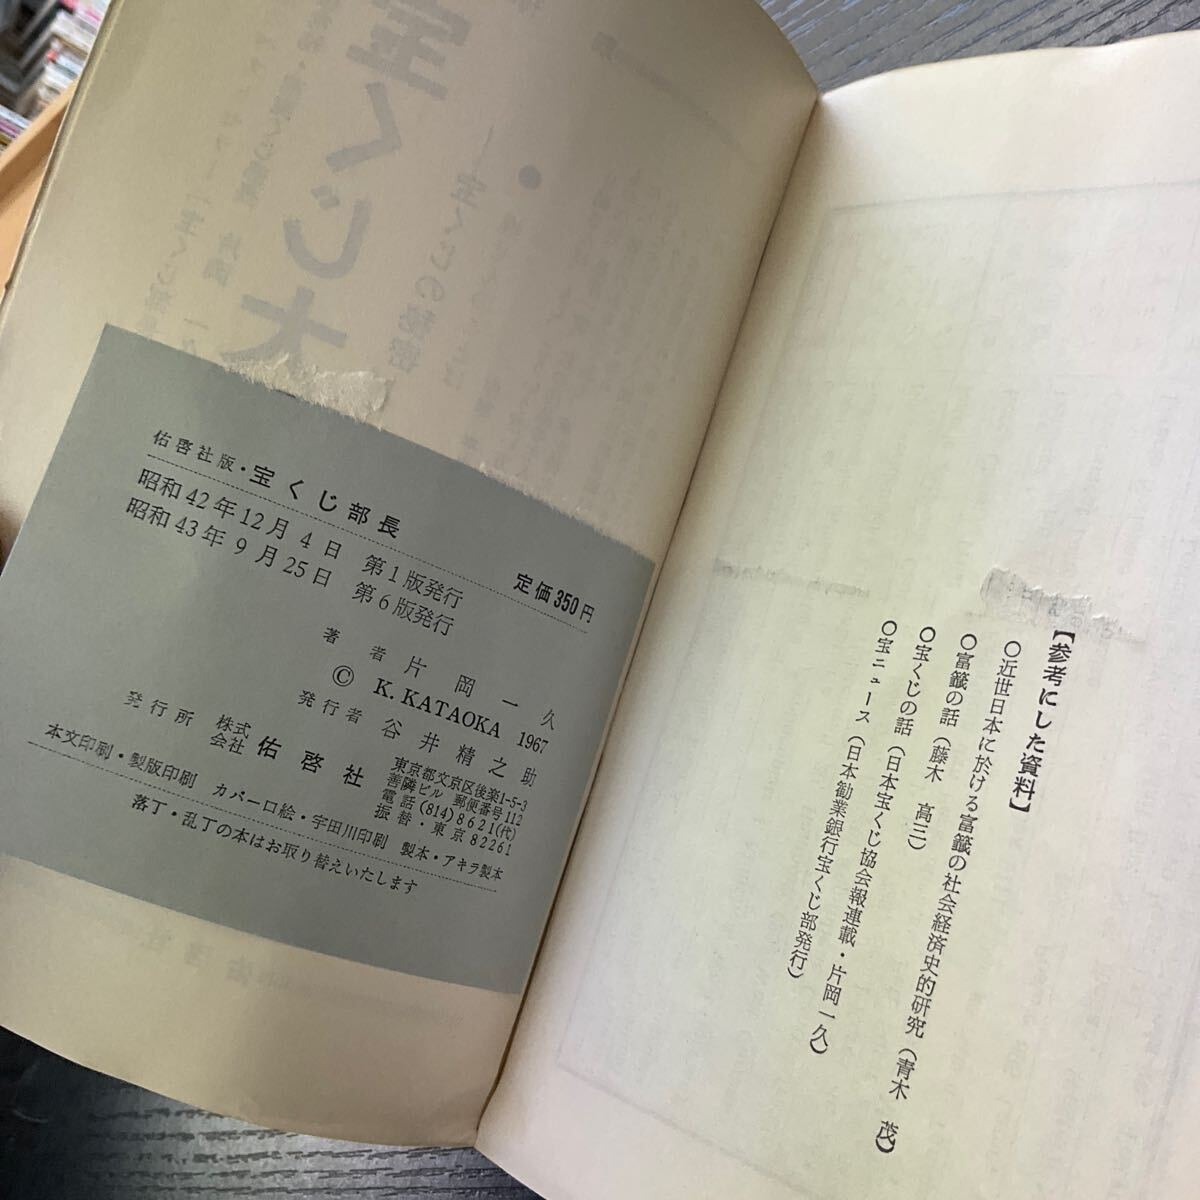 【参考にした資料】
○近世日本に於ける富籤の社会経済史的研究(青木 茂)
○富籤の話(藤木 高三)
○宝くじの話(日本宝くじ協会報連載・片岡一久)
○宝ニュース(日本勧業銀行宝くじ部発行)
佑啓社版・宝くじ部長
定価350円
昭和42年12月4日 第1版発行
昭和43年9月25日 第6版発行
著者 片岡一久
© K. KATAOKA 1967
発行者 谷井精之助
発行所 株式会社 佑啓社
東京都文京区後楽1-5-3
善隣ビル 郵便番号112
電話(814)8621(代)
振替・東京82261
本文印刷・製版印刷 カバー口絵・宇田川印刷 製本・アキラ製本
落丁・乱丁の本はお取り替えいたします
宝くじ大